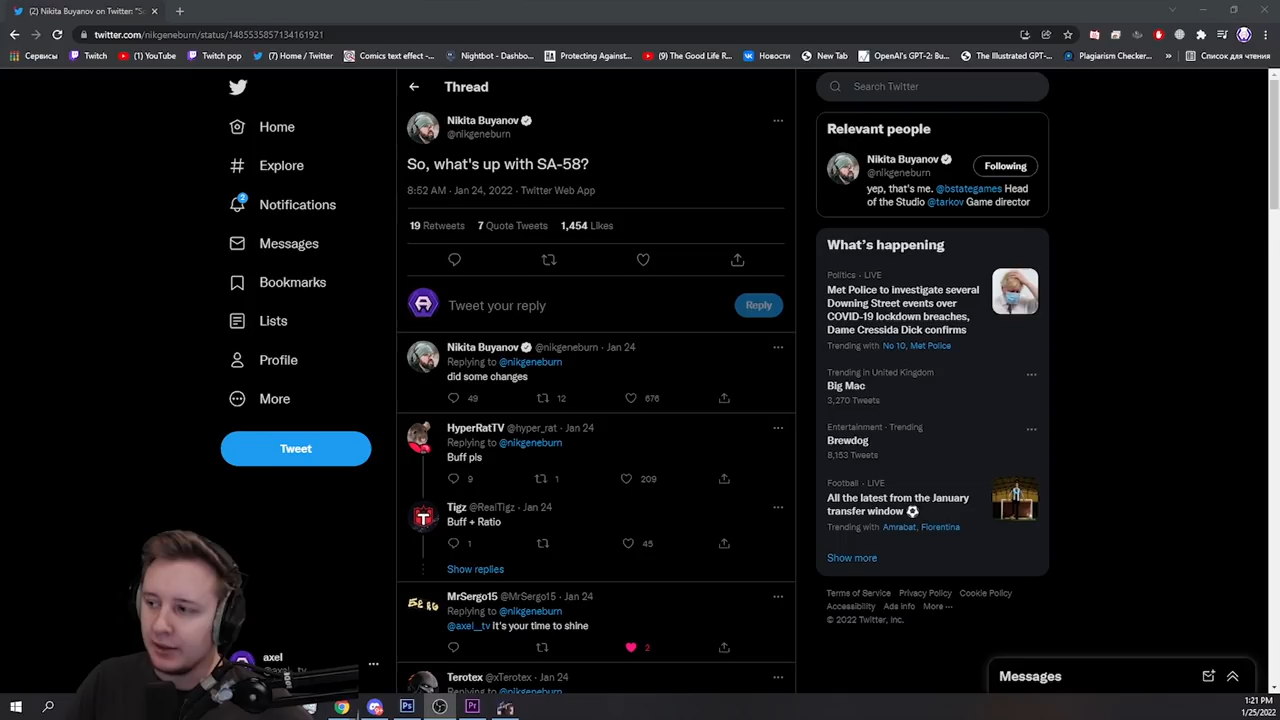 (2) Nikita Buyanov on Twitter: "So
twitter.com/nikgeneburn/status/1485535857134161921
Сервисы
Twitch
(1) YouTube
Twitch pop
(7) Home / Twitter
Comics text effect -...
Nightbot - Dashbo...
Protecting Against...
(9) The Good Life R...
Новости
New Tab
OpenAI's GPT-2: Bu...
The Illustrated GPT-...
Plagiarism Checker...
»
Список для чтения
Home
Explore
2
Notifications
Messages
Bookmarks
Lists
Profile
More
Tweet
axel
Thread
Nikita Buyanov
@nikgeneburn
So, what's up with SA-58?
8:52 AM · Jan 24, 2022 · Twitter Web App
19 Retweets 7 Quote Tweets 1,454 Likes
Tweet your reply
Reply
Nikita Buyanov @nikgeneburn · Jan 24
Replying to @nikgeneburn
did some changes
49 12 676
HyperRatTV @hyper_rat · Jan 24
Replying to @nikgeneburn
Buff pls
9 1 209
Tigz @RealTigz · Jan 24
Buff + Ratio
1 45
Show replies
MrSergo15 @MrSergo15 · Jan 24
Replying to @nikgeneburn
@axel__tv it's your time to shine
2
Terotex @xTerotex · Jan 24
Replying to @nikgeneburn
Search Twitter
Relevant people
Nikita Buyanov
@nikgeneburn
Following
yep, that's me. @bstategames Head
of the Studio @tarkov Game director
What's happening
Politics · LIVE
Met Police to investigate several
Downing Street events over
COVID-19 lockdown breaches,
Dame Cressida Dick confirms
Trending with No 10, Met Police
Trending in United Kingdom
Big Mac
3,270 Tweets
Entertainment · Trending
Brewdog
8,153 Tweets
Football · LIVE
All the latest from the January
transfer window
Trending with Amrabat, Fiorentina
Show more
Terms of Service Privacy Policy Cookie Policy
Accessibility Ads info More ···
© 2022 Twitter, Inc.
Messages
1:21 PM
1/25/2022